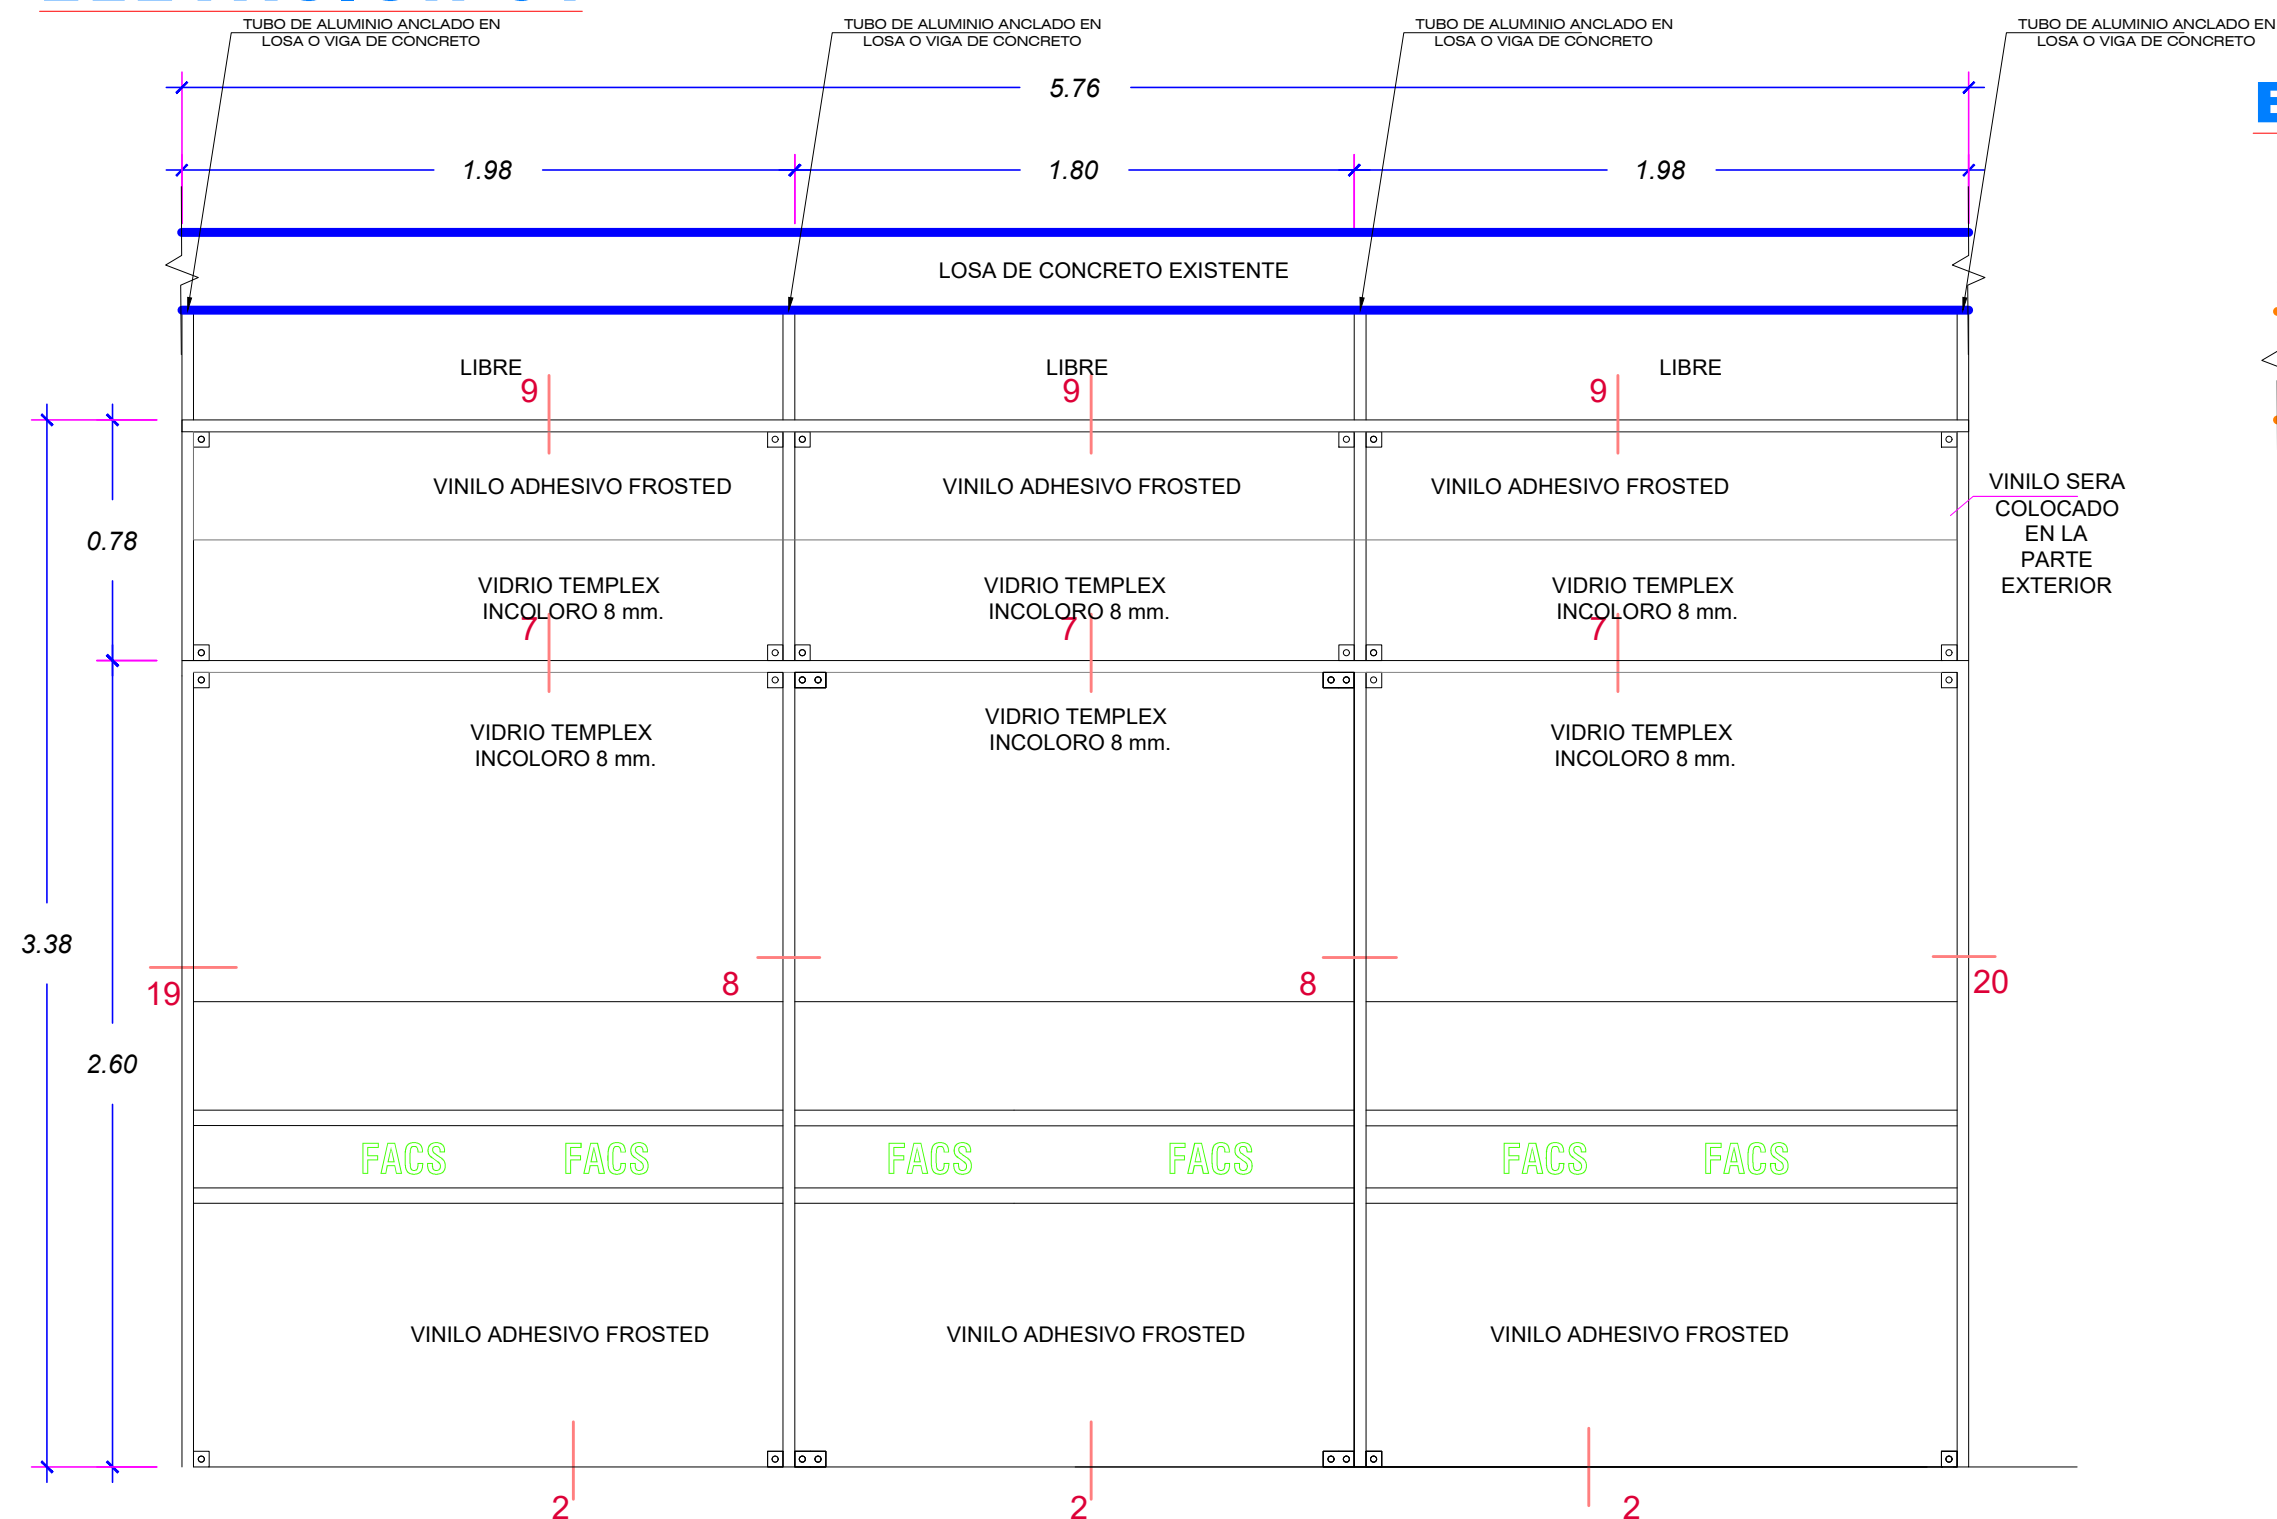 TUBO DE ALUMINIO ANCLADO EN
LOSA O VIGA DE CONCRETO
TUBO DE ALUMINIO ANCLADO EN
LOSA O VIGA DE CONCRETO
TUBO DE ALUMINIO ANCLADO EN
LOSA O VIGA DE CONCRETO
TUBO DE ALUMINIO ANCLADO EN
LOSA O VIGA DE CONCRETO
5.76
1.98 1.80 1.98
LOSA DE CONCRETO EXISTENTE
LIBRE LIBRE LIBRE
9 9 9
VINILO ADHESIVO FROSTED VINILO ADHESIVO FROSTED VINILO ADHESIVO FROSTED
VINILO SERA
COLOCADO
EN LA
PARTE
EXTERIOR
0.78
VIDRIO TEMPLEX
INCOLORO 8 mm.
VIDRIO TEMPLEX
INCOLORO 8 mm.
VIDRIO TEMPLEX
INCOLORO 8 mm.
7 7 7
VIDRIO TEMPLEX
INCOLORO 8 mm.
VIDRIO TEMPLEX
INCOLORO 8 mm.
VIDRIO TEMPLEX
INCOLORO 8 mm.
3.38
19 8 8 20
2.60
FACS FACS FACS FACS FACS FACS
VINILO ADHESIVO FROSTED VINILO ADHESIVO FROSTED VINILO ADHESIVO FROSTED
2 2 2